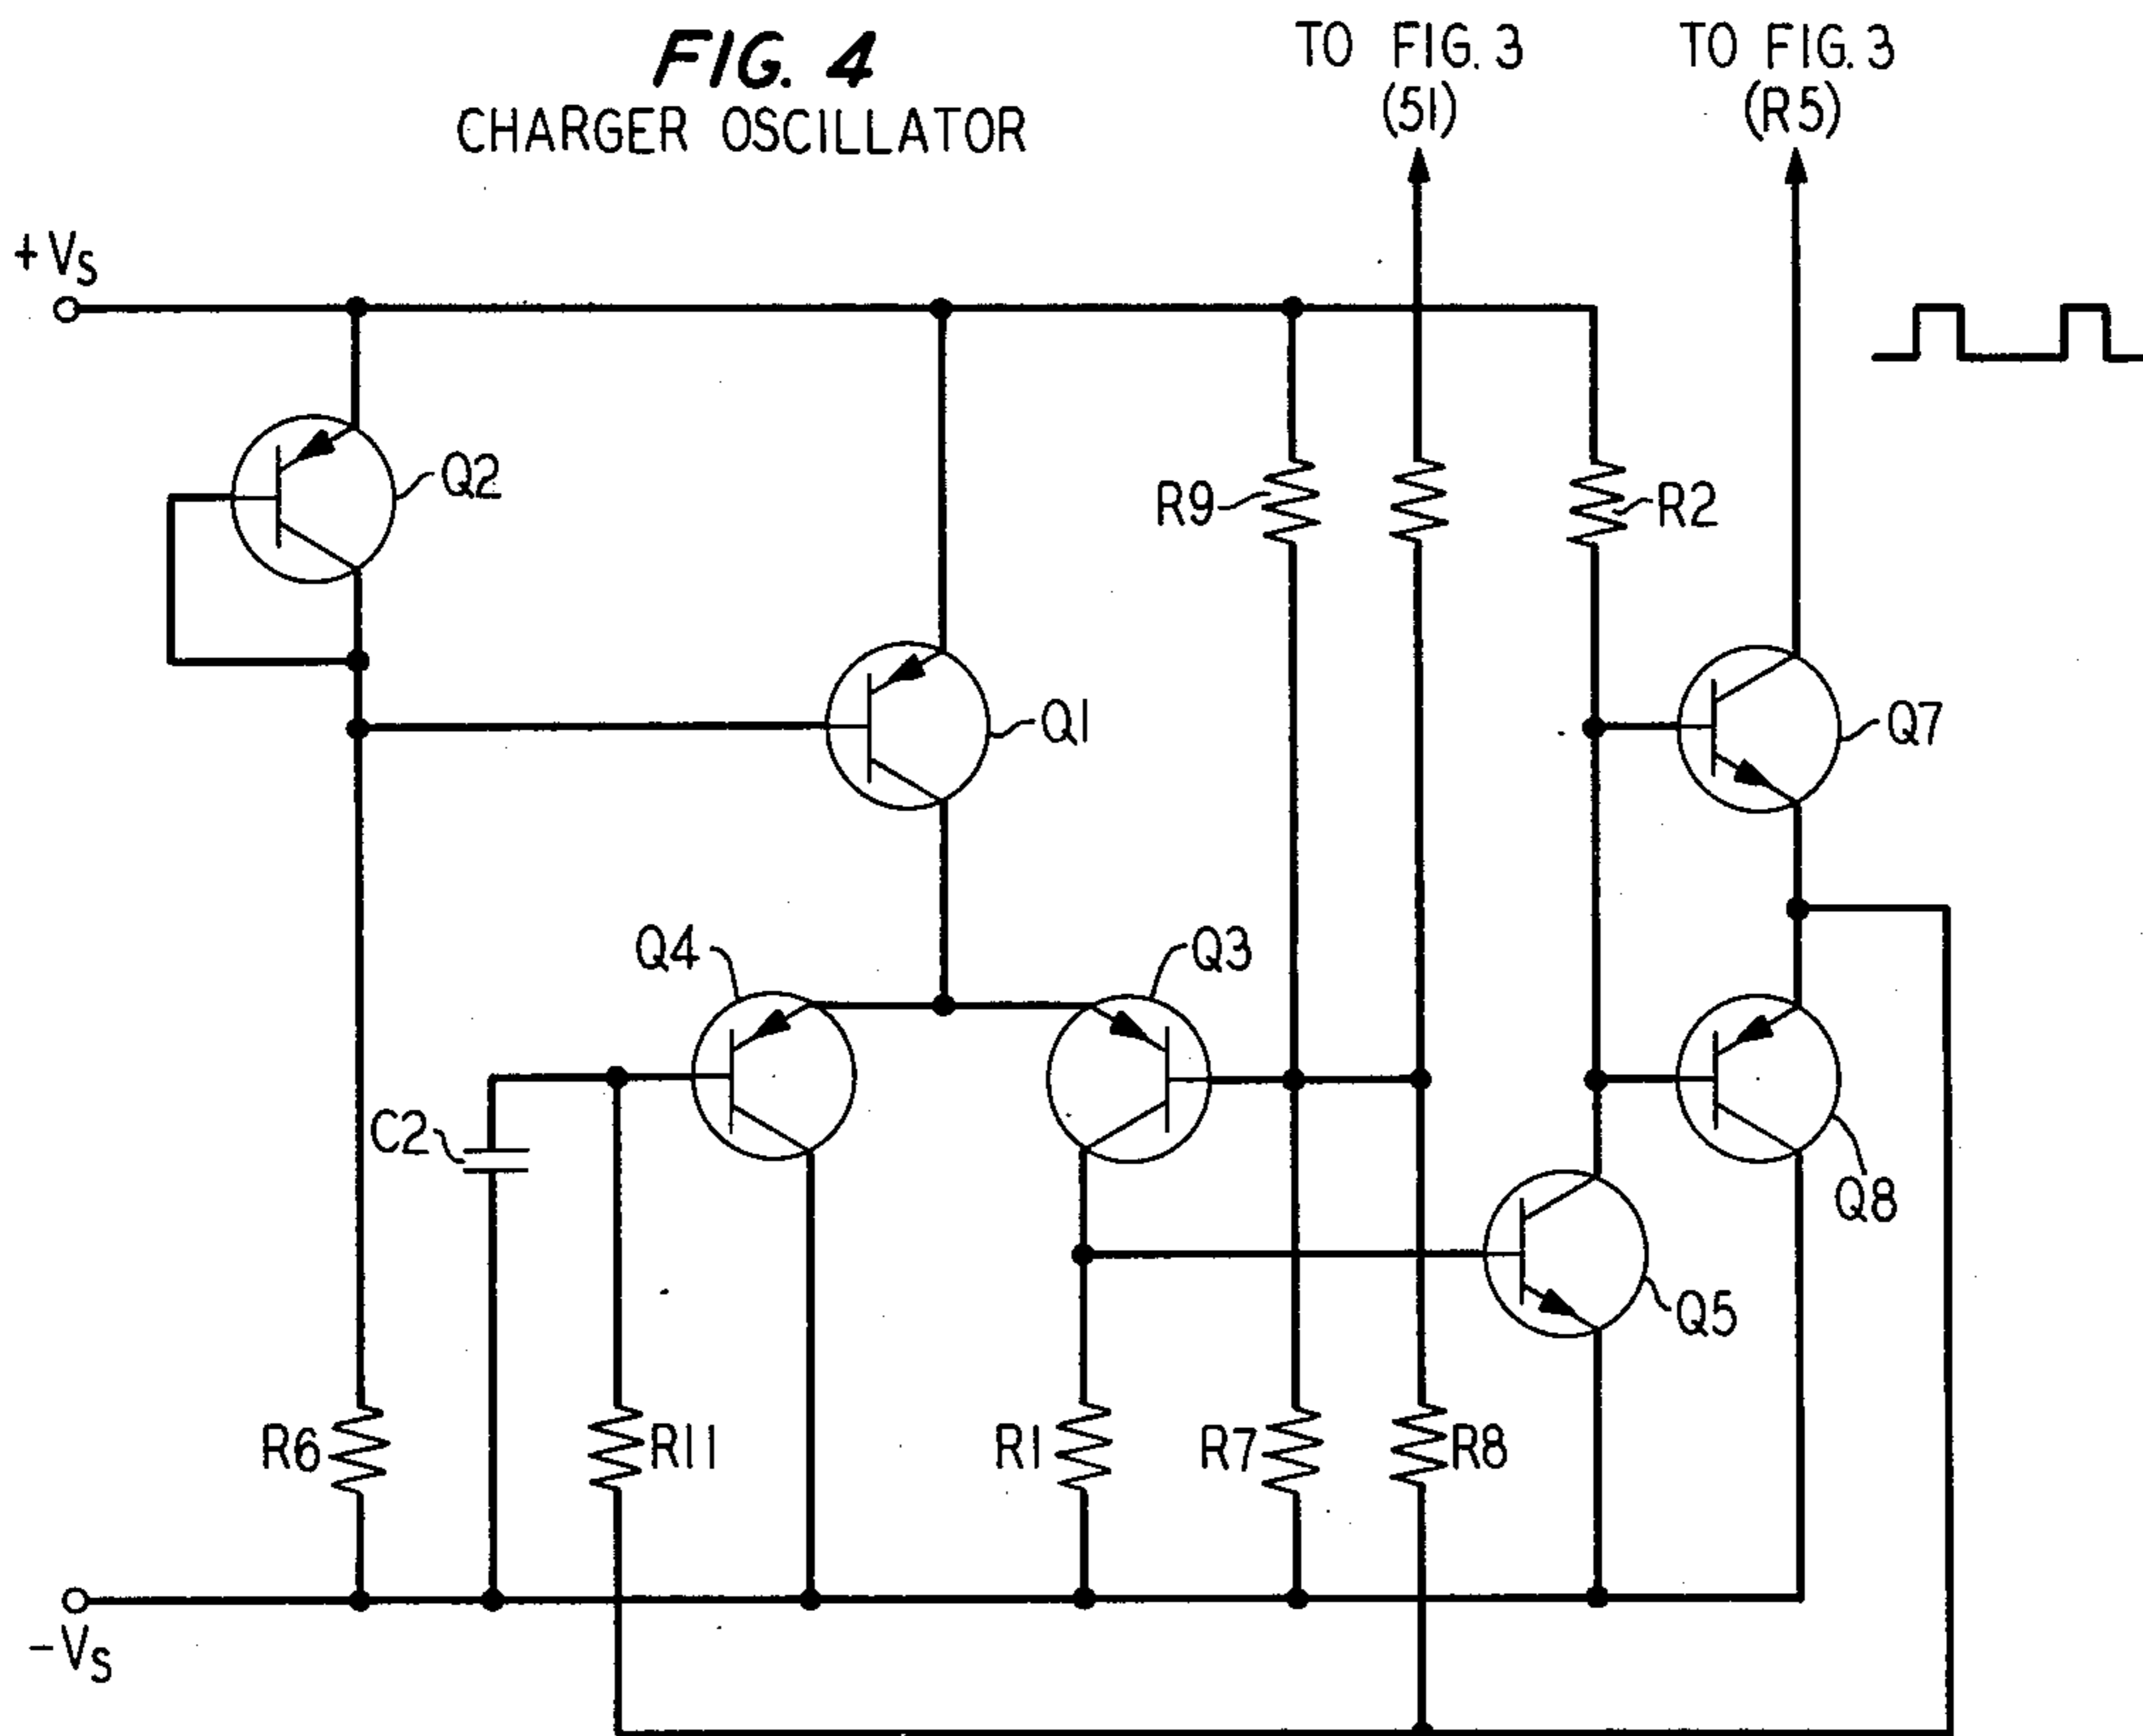 FIG. 4
CHARGER OSCILLATOR
TO FIG. 3
(51)
TO FIG. 3
(R5)
+VS
Q2
R9
R2
Q1
Q7
Q4
Q3
C2
Q8
Q5
R6
R11
R1
R7
R8
-VS